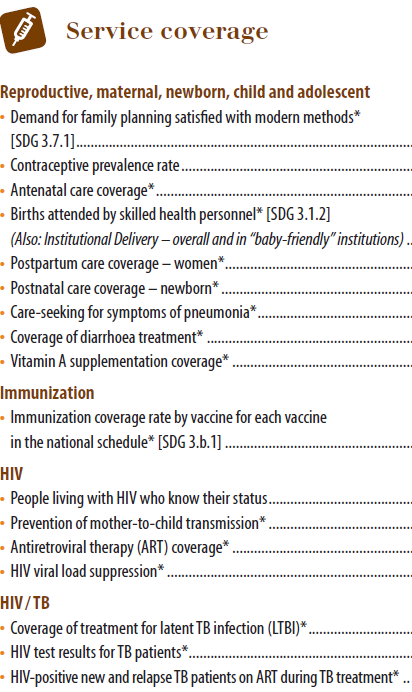 Service coverage
Reproductive, maternal, newborn, child and adolescent
• Demand for family planning satisfied with modern methods*
[SDG 3.7.1]................................................................................
• Contraceptive prevalence rate......................................................
• Antenatal care coverage*............................................................
• Births attended by skilled health personnel* [SDG 3.1.2]
(Also: Institutional Delivery – overall and in “baby-friendly” institutions) ..
• Postpartum care coverage – women*............................................
• Postnatal care coverage – newborn* .............................................
• Care-seeking for symptoms of pneumonia*.....................................
• Coverage of diarrhoea treatment* .................................................
• Vitamin A supplementation coverage* ...........................................
Immunization
• Immunization coverage rate by vaccine for each vaccine
in the national schedule* [SDG 3.b.1] ............................................
HIV
• People living with HIV who know their status..................................
• Prevention of mother-to-child transmission* ..................................
• Antiretroviral therapy (ART) coverage* ...........................................
• HIV viral load suppression* ..........................................................
HIV / TB
• Coverage of treatment for latent TB infection (LTBI)*.........................
• HIV test results for TB patients*.....................................................
• HIV-positive new and relapse TB patients on ART during TB treatment* ..